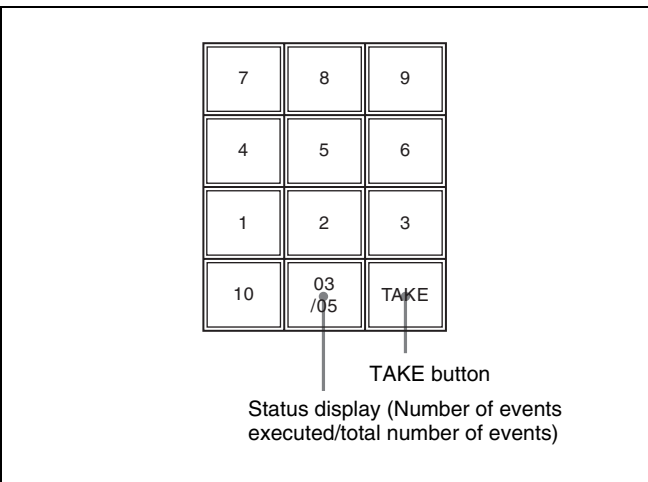 7 8 9
4 5 6
1 2 3
10 03 TAKE
/05
TAKE button
Status display (Number of events
executed/total number of events)